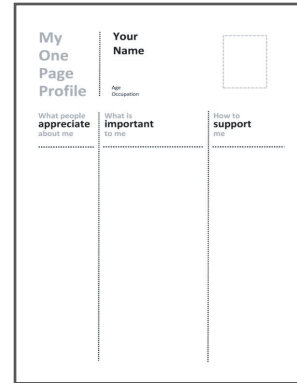 My
One
Page
Profile
Your
Name
Age
Occupation
What people
appreciate
about me
What is
important
to me
How to
support
me